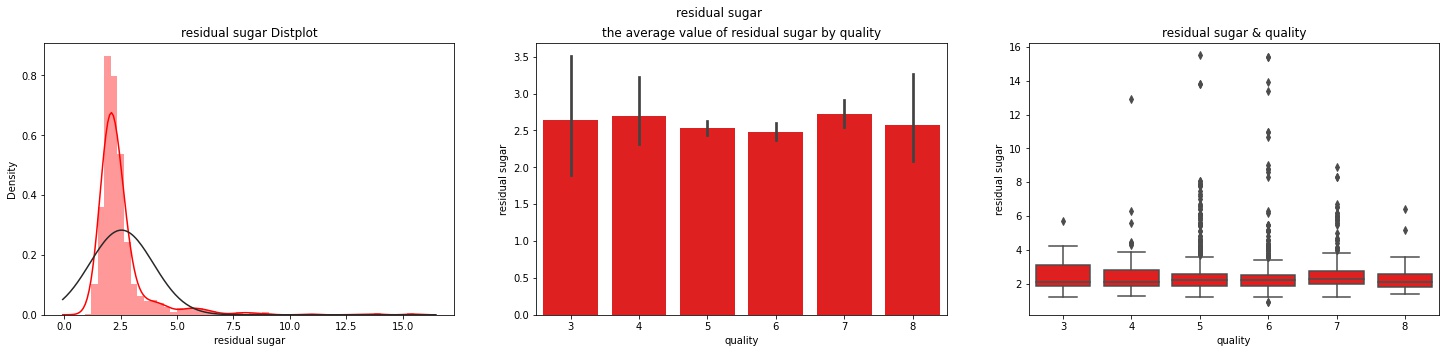 residual sugar
residual sugar Distplot
the average value of residual sugar by quality
residual sugar & quality
Density
0.8
0.6
0.4
0.2
0.0
0.0 2.5 5.0 7.5 10.0 12.5 15.0
residual sugar
residual sugar
3.5
3.0
2.5
2.0
1.5
1.0
0.5
0.0
3 4 5 6 7 8
quality
residual sugar
16
14
12
10
8
6
4
2
3 4 5 6 7 8
quality